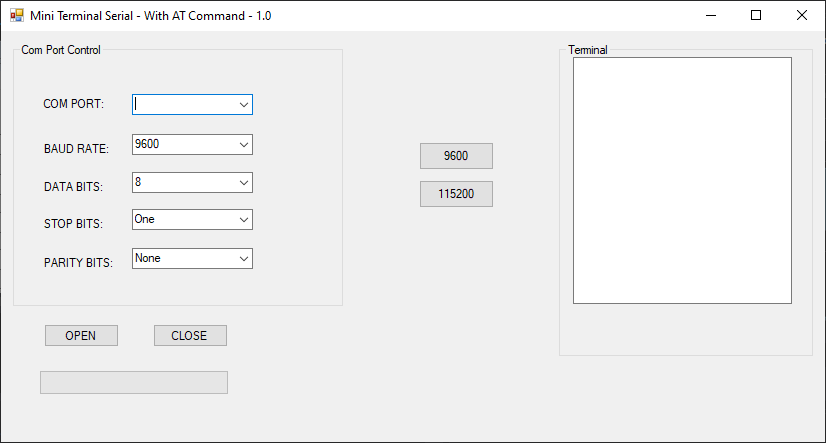 Mini Terminal Serial - With AT Command - 1.0
Com Port Control
COM PORT:
BAUD RATE: 9600
DATA BITS: 8
STOP BITS: One
PARITY BITS: None
OPEN CLOSE
9600
115200
Terminal